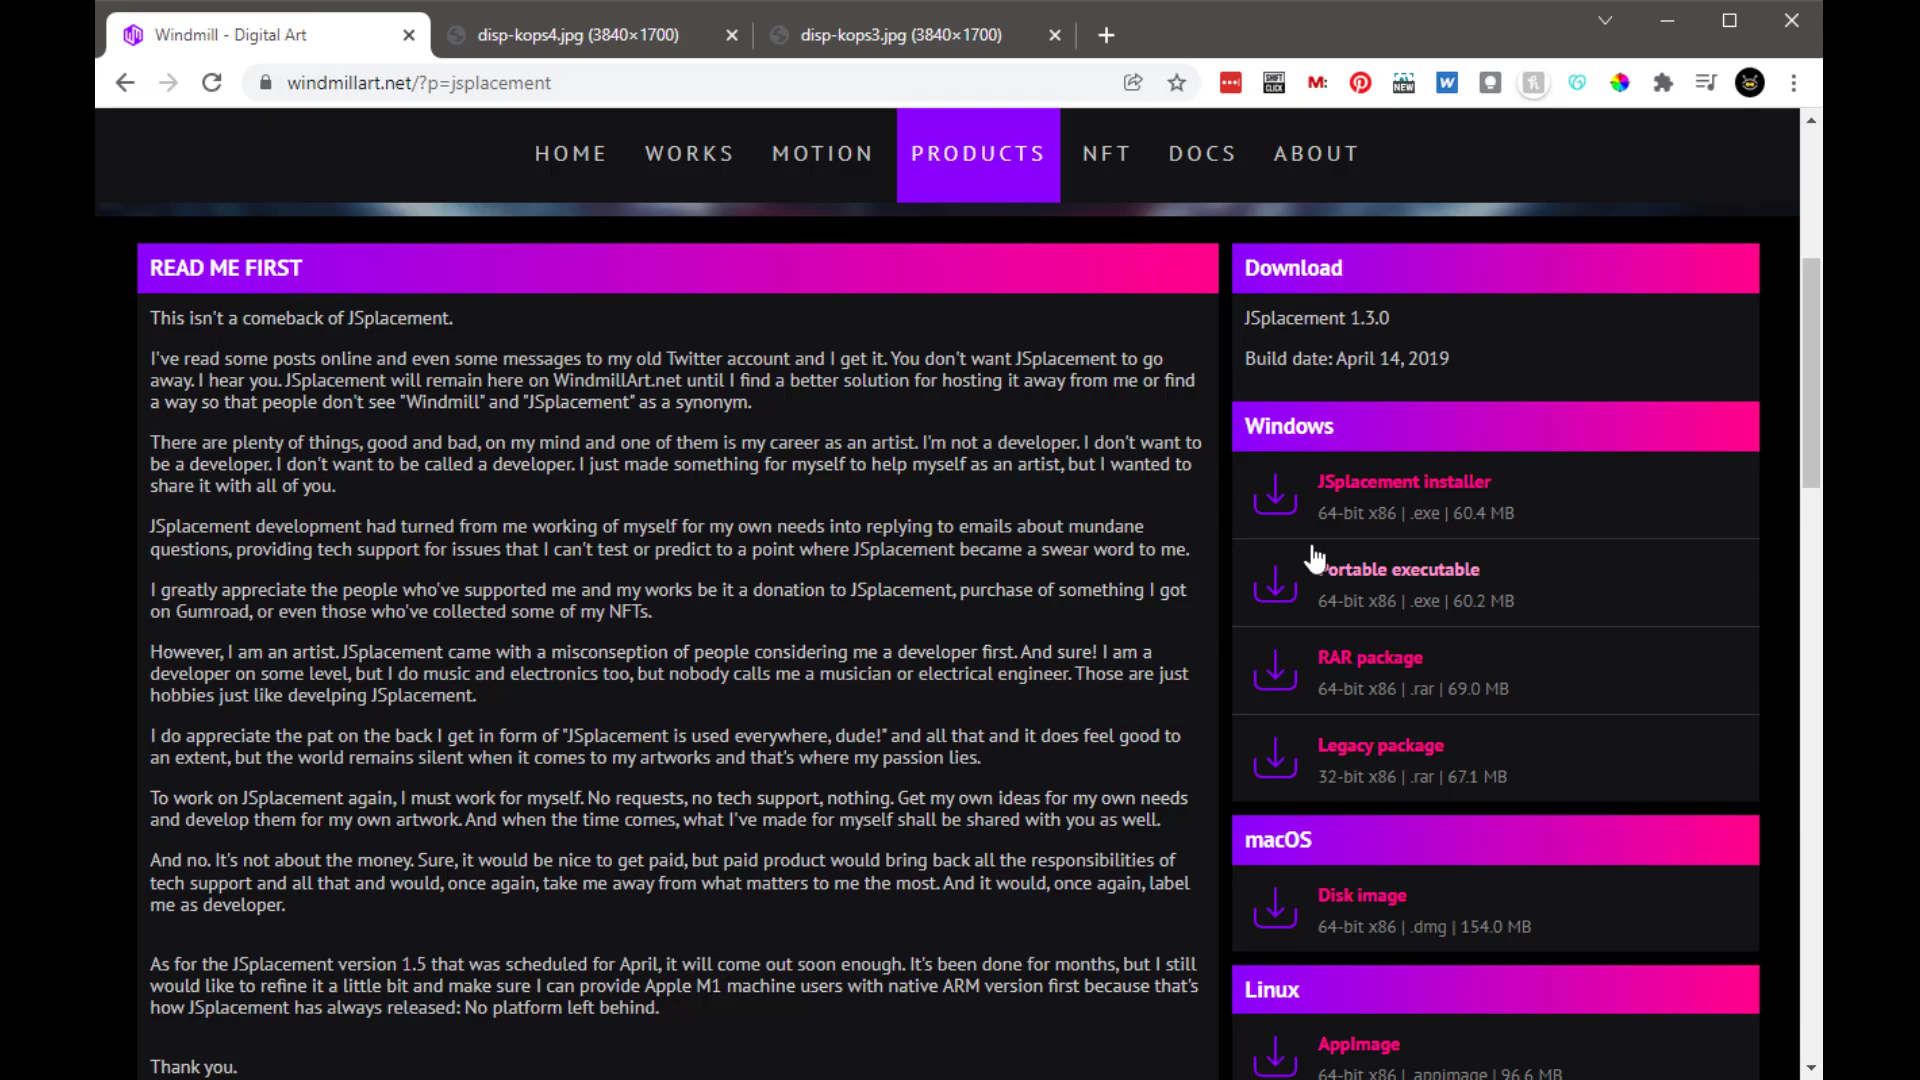 Windmill - Digital Art
disp-kops4.jpg (3840×1700)
disp-kops3.jpg (3840×1700)
windmillart.net/?p=jsplacement
SHIFT
CLICK
M:
NEW
W
HOME WORKS MOTION PRODUCTS NFT DOCS ABOUT
READ ME FIRST
This isn't a comeback of JSplacement.
I've read some posts online and even some messages to my old Twitter account and I get it. You don't want JSplacement to go
away. I hear you. JSplacement will remain here on WindmillArt.net until I find a better solution for hosting it away from me or find
a way so that people don't see "Windmill" and "JSplacement" as a synonym.
There are plenty of things, good and bad, on my mind and one of them is my career as an artist. I'm not a developer. I don't want to
be a developer. I don't want to be called a developer. I just made something for myself to help myself as an artist, but I wanted to
share it with all of you.
JSplacement development had turned from me working of myself for my own needs into replying to emails about mundane
questions, providing tech support for issues that I can't test or predict to a point where JSplacement became a swear word to me.
I greatly appreciate the people who've supported me and my works be it a donation to JSplacement, purchase of something I got
on Gumroad, or even those who've collected some of my NFTs.
However, I am an artist. JSplacement came with a misconseption of people considering me a developer first. And sure! I am a
developer on some level, but I do music and electronics too, but nobody calls me a musician or electrical engineer. Those are just
hobbies just like develping JSplacement.
I do appreciate the pat on the back I get in form of "JSplacement is used everywhere, dude!" and all that and it does feel good to
an extent, but the world remains silent when it comes to my artworks and that's where my passion lies.
To work on JSplacement again, I must work for myself. No requests, no tech support, nothing. Get my own ideas for my own needs
and develop them for my own artwork. And when the time comes, what I've made for myself shall be shared with you as well.
And no. It's not about the money. Sure, it would be nice to get paid, but paid product would bring back all the responsibilities of
tech support and all that and would, once again, take me away from what matters to me the most. And it would, once again, label
me as developer.
As for the JSplacement version 1.5 that was scheduled for April, it will come out soon enough. It's been done for months, but I still
would like to refine it a little bit and make sure I can provide Apple M1 machine users with native ARM version first because that's
how JSplacement has always released: No platform left behind.
Thank you.
Download
JSplacement 1.3.0
Build date: April 14, 2019
Windows
JSplacement installer
64-bit x86 | .exe | 60.4 MB
Portable executable
64-bit x86 | .exe | 60.2 MB
RAR package
64-bit x86 | .rar | 69.0 MB
Legacy package
32-bit x86 | .rar | 67.1 MB
macOS
Disk image
64-bit x86 | .dmg | 154.0 MB
Linux
AppImage
64-bit x86 | .appimage | 96.6 MB